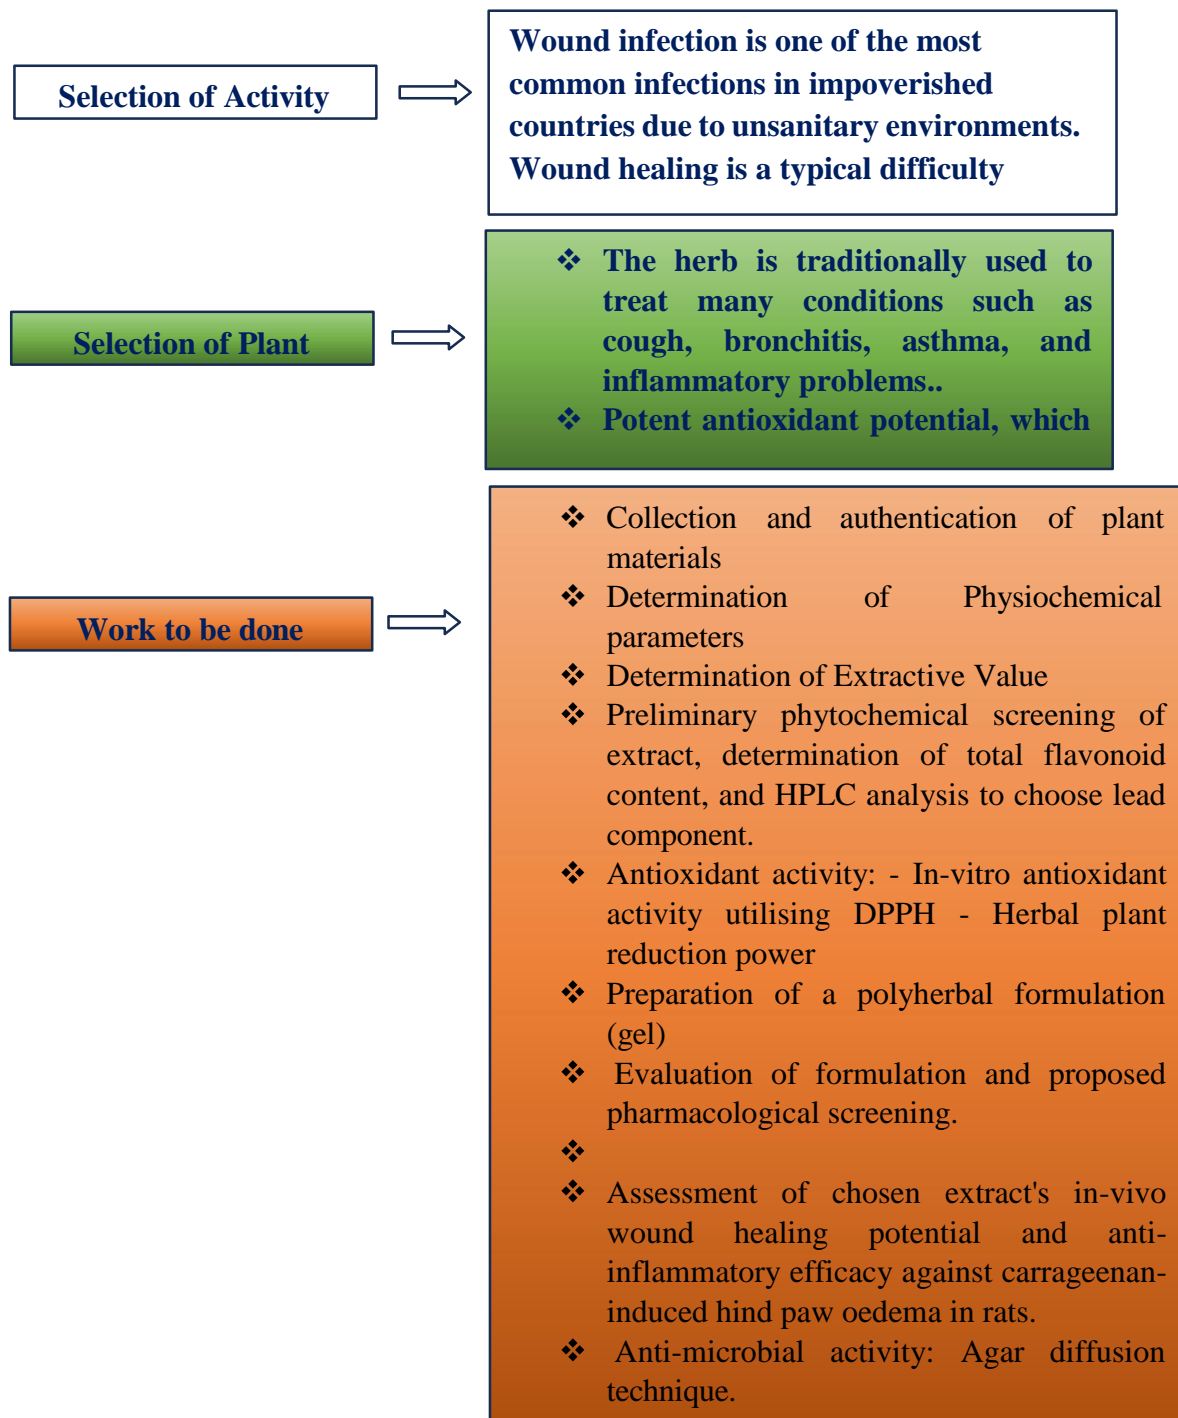 Selection of Activity
Wound infection is one of the most
common infections in impoverished
countries due to unsanitary environments.
Wound healing is a typical difficulty
Selection of Plant
❖ The herb is traditionally used to
treat many conditions such as
cough, bronchitis, asthma, and
inflammatory problems..
❖ Potent antioxidant potential, which
Work to be done
❖ Collection and authentication of plant
materials
❖ Determination of Physiochemical
parameters
❖ Determination of Extractive Value
❖ Preliminary phytochemical screening of
extract, determination of total flavonoid
content, and HPLC analysis to choose lead
component.
❖ Antioxidant activity: - In-vitro antioxidant
activity utilising DPPH - Herbal plant
reduction power
❖ Preparation of a polyherbal formulation
(gel)
❖ Evaluation of formulation and proposed
pharmacological screening.
❖
❖ Assessment of chosen extract's in-vivo
wound healing potential and anti-
inflammatory efficacy against carrageenan-
induced hind paw oedema in rats.
❖ Anti-microbial activity: Agar diffusion
technique.